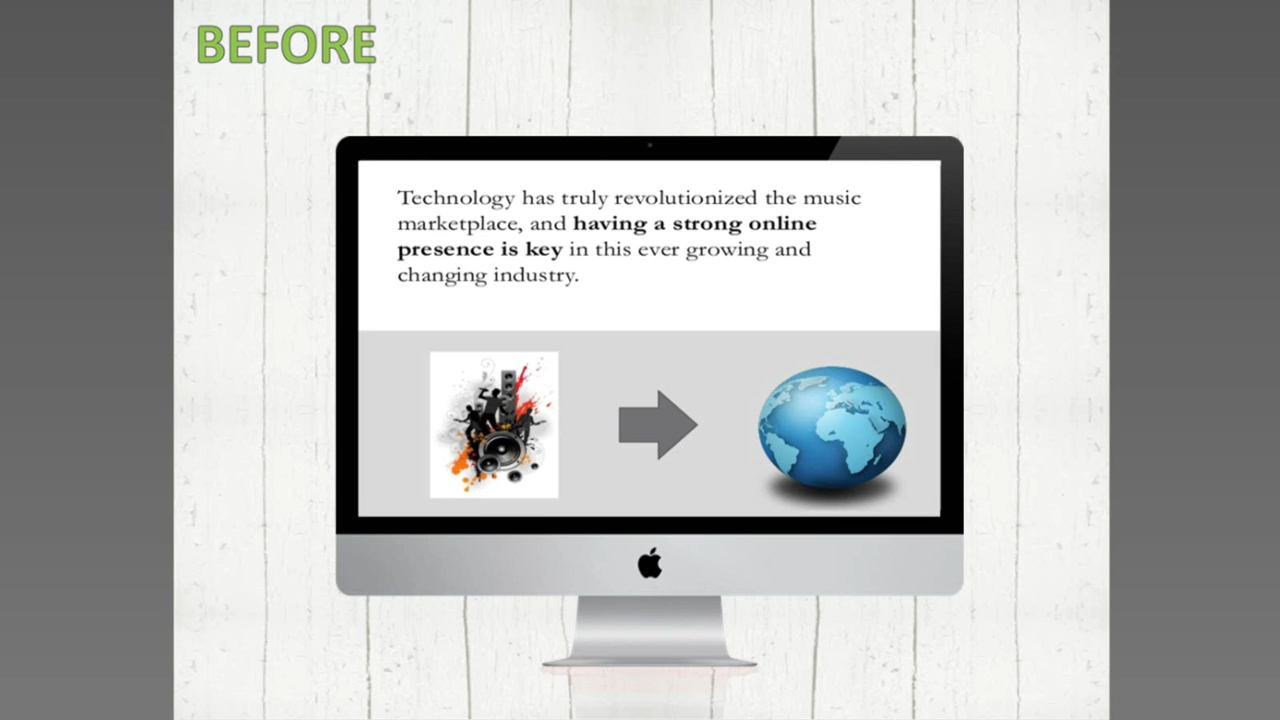 BEFORE
Technology has truly revolutionized the music
marketplace, and having a strong online
presence is key in this ever growing and
changing industry.